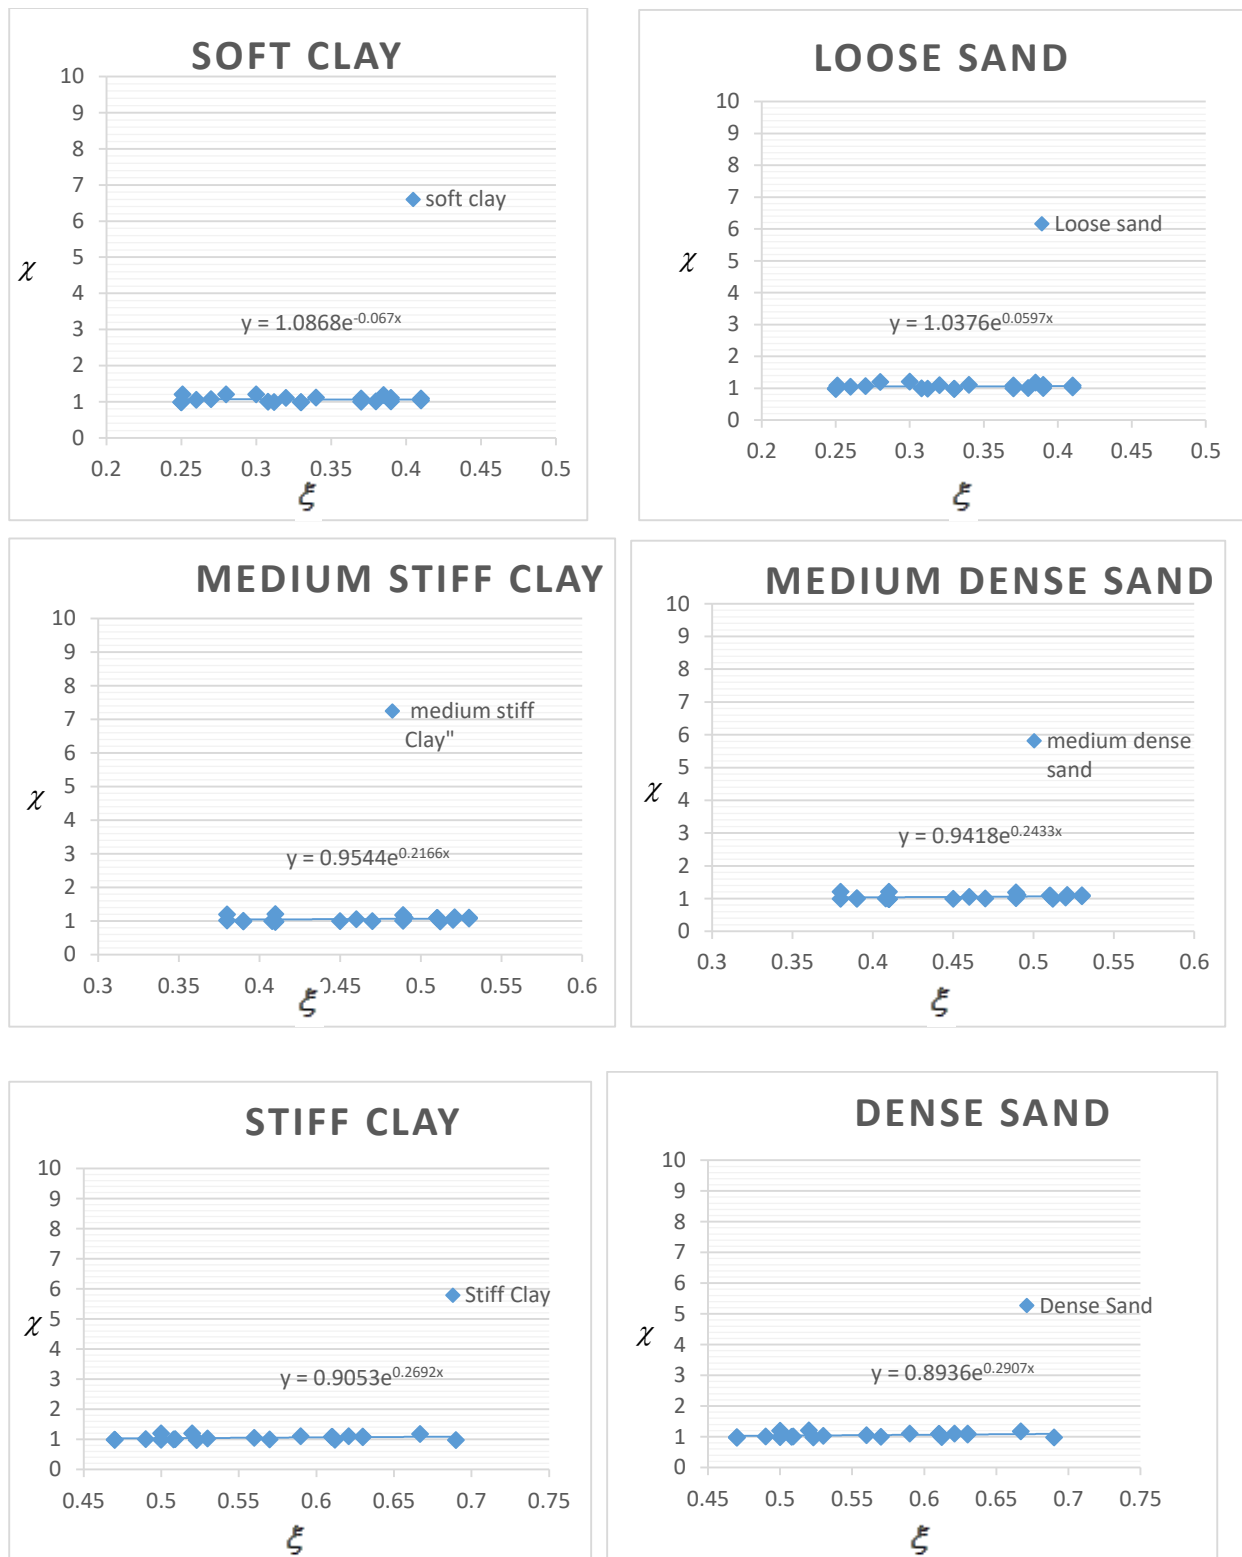 SOFT CLAY
10
9
8
7
6
5
4
3
2
1
0
χ
soft clay
y = 1.0868e^-0.067x
0.2 0.25 0.3 0.35 0.4 0.45 0.5
ξ
LOOSE SAND
10
9
8
7
6
5
4
3
2
1
0
χ
Loose sand
y = 1.0376e^0.0597x
0.2 0.25 0.3 0.35 0.4 0.45 0.5
ξ
MEDIUM STIFF CLAY
10
9
8
7
6
5
4
3
2
1
0
χ
medium stiff
Clay"
y = 0.9544e^0.2166x
0.3 0.35 0.4 0.45 0.5 0.55 0.6
ξ
MEDIUM DENSE SAND
10
9
8
7
6
5
4
3
2
1
0
χ
medium dense
sand
y = 0.9418e^0.2433x
0.3 0.35 0.4 0.45 0.5 0.55 0.6
ξ
STIFF CLAY
10
9
8
7
6
5
4
3
2
1
0
χ
Stiff Clay
y = 0.9053e^0.2692x
0.45 0.5 0.55 0.6 0.65 0.7 0.75
ξ
DENSE SAND
10
9
8
7
6
5
4
3
2
1
0
χ
Dense Sand
y = 0.8936e^0.2907x
0.45 0.5 0.55 0.6 0.65 0.7 0.75
ξ